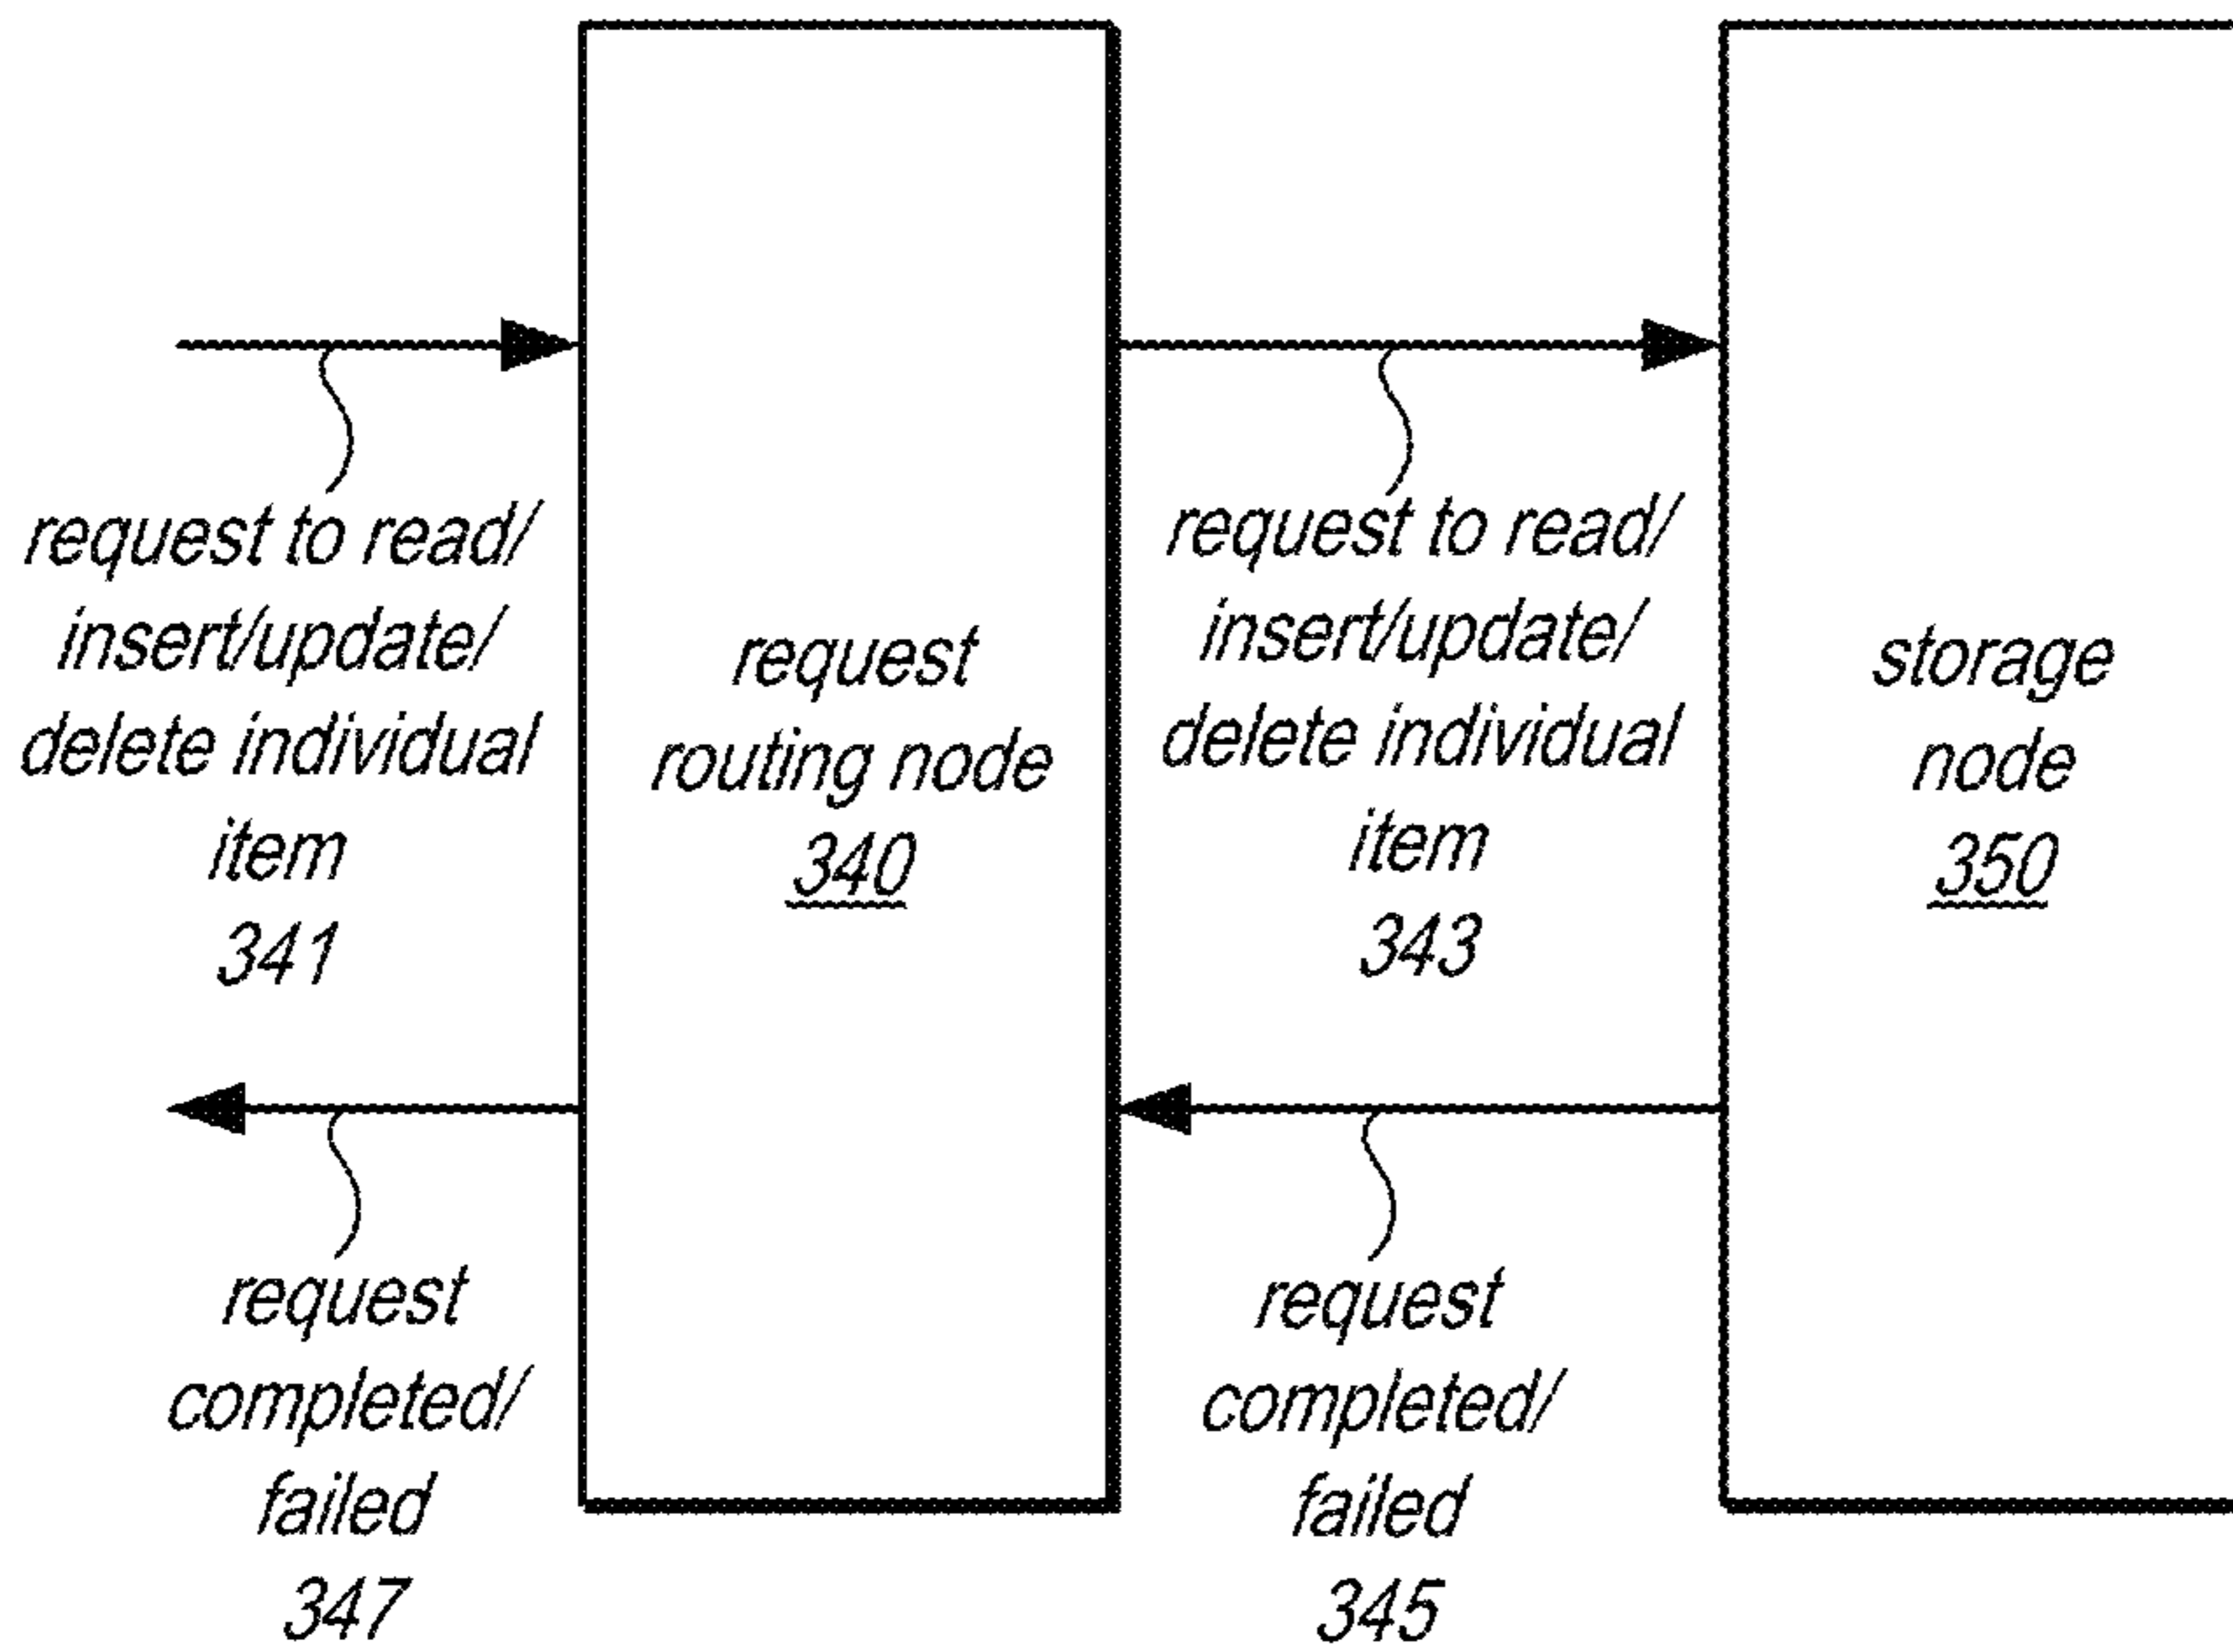 request to read/
insert/update/
delete individual
item
341
request
routing node
340
request to read/
insert/update/
delete individual
item
343
storage
node
350
request
completed/
failed
347
request
completed/
failed
345